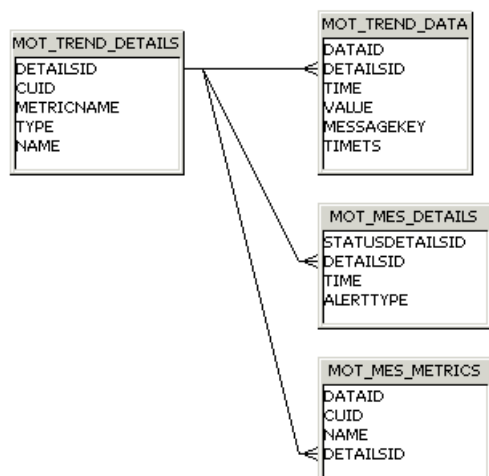 MOT_TREND_DETAILS
DETAILSID
CUID
METRICNAME
TYPE
NAME
MOT_TREND_DATA
DATAID
DETAILSID
TIME
VALUE
MESSAGEKEY
TIMETS
MOT_MES_DETAILS
STATUSDETAILSID
DETAILSID
TIME
ALERTTYPE
MOT_MES_METRICS
DATAID
CUID
NAME
DETAILSID